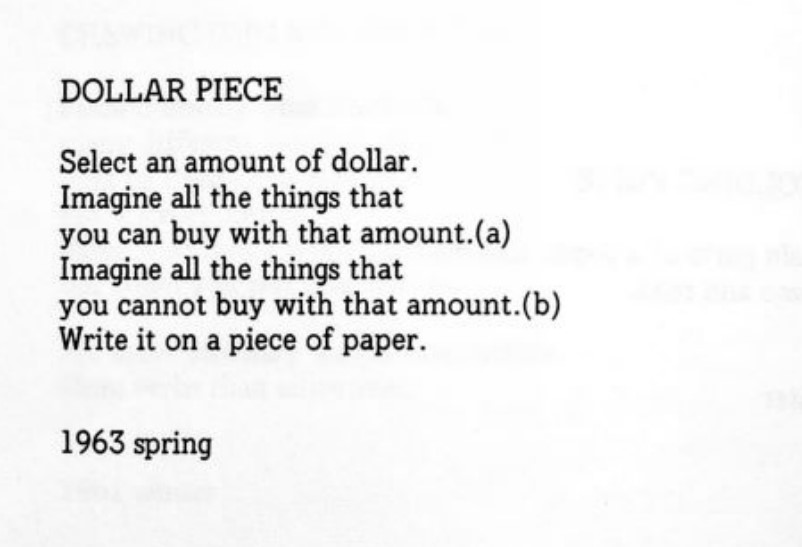 DOLLAR PIECE
Select an amount of dollar.
Imagine all the things that
you can buy with that amount.(a)
Imagine all the things that
you cannot buy with that amount.(b)
Write it on a piece of paper.
1963 spring